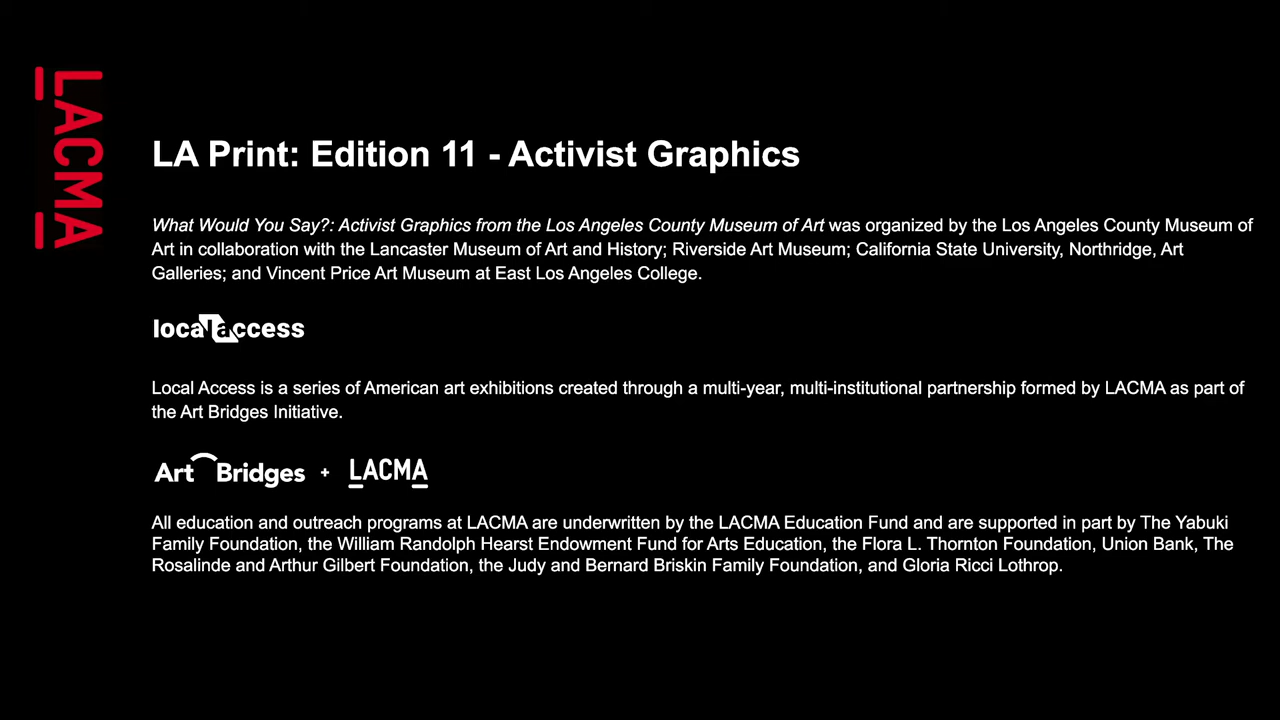 LACMA
LA Print: Edition 11 - Activist Graphics
What Would You Say?: Activist Graphics from the Los Angeles County Museum of Art was organized by the Los Angeles County Museum of
Art in collaboration with the Lancaster Museum of Art and History; Riverside Art Museum; California State University, Northridge, Art
Galleries; and Vincent Price Art Museum at East Los Angeles College.
local access
Local Access is a series of American art exhibitions created through a multi-year, multi-institutional partnership formed by LACMA as part of
the Art Bridges Initiative.
Art Bridges + LACMA
All education and outreach programs at LACMA are underwritten by the LACMA Education Fund and are supported in part by The Yabuki
Family Foundation, the William Randolph Hearst Endowment Fund for Arts Education, the Flora L. Thornton Foundation, Union Bank, The
Rosalinde and Arthur Gilbert Foundation, the Judy and Bernard Briskin Family Foundation, and Gloria Ricci Lothrop.